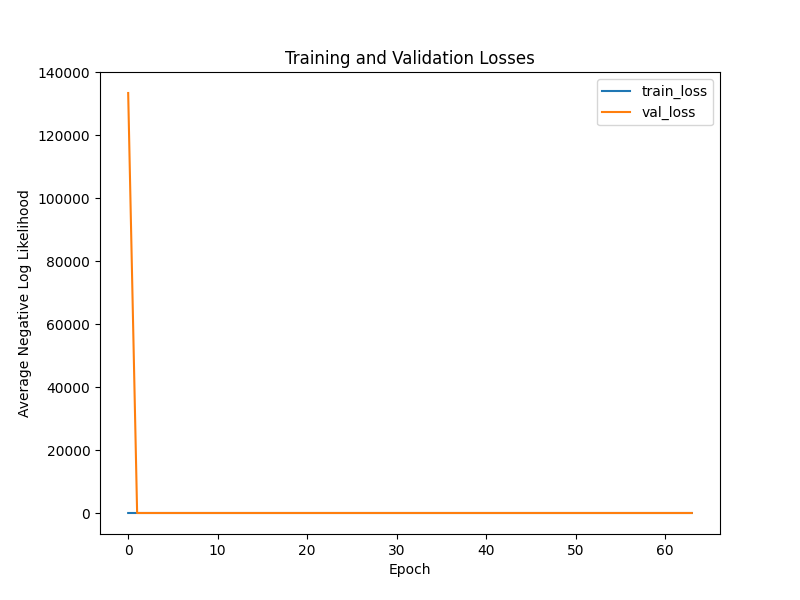 Training and Validation Losses
train_loss
val_loss
Average Negative Log Likelihood
140000
120000
100000
80000
60000
40000
20000
0
0 10 20 30 40 50 60
Epoch